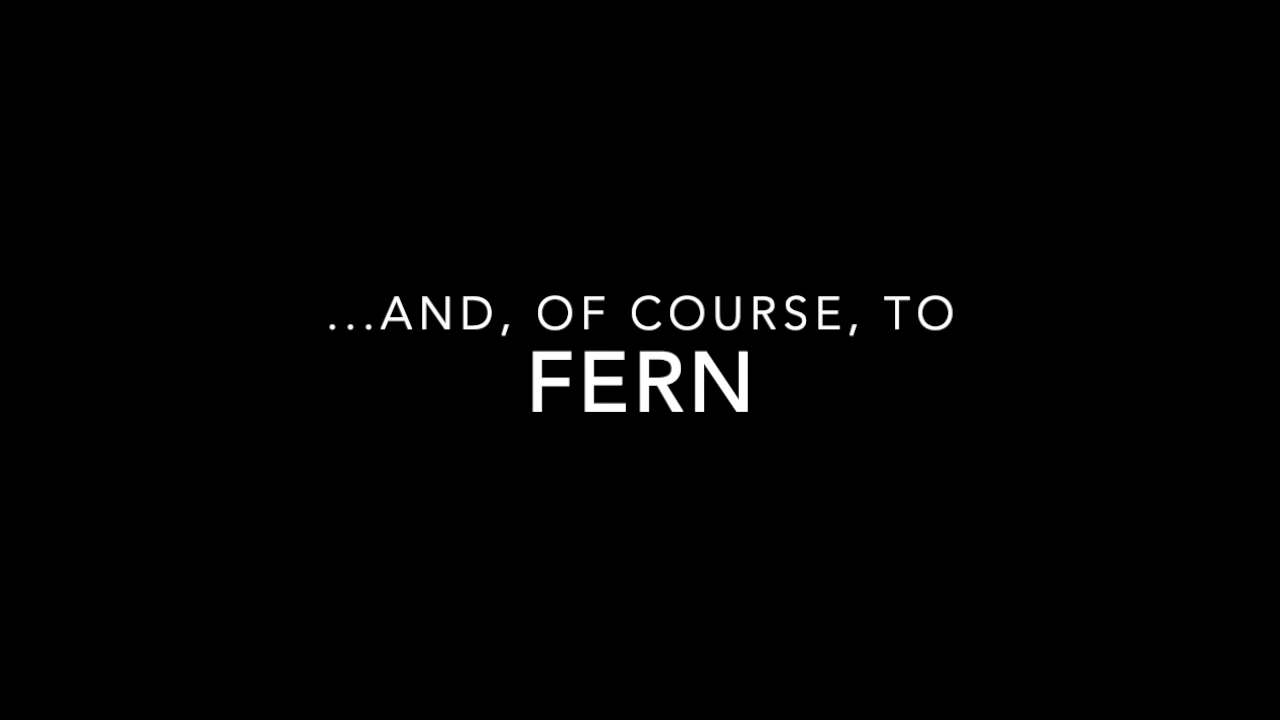 ...AND, OF COURSE, TO
FERN